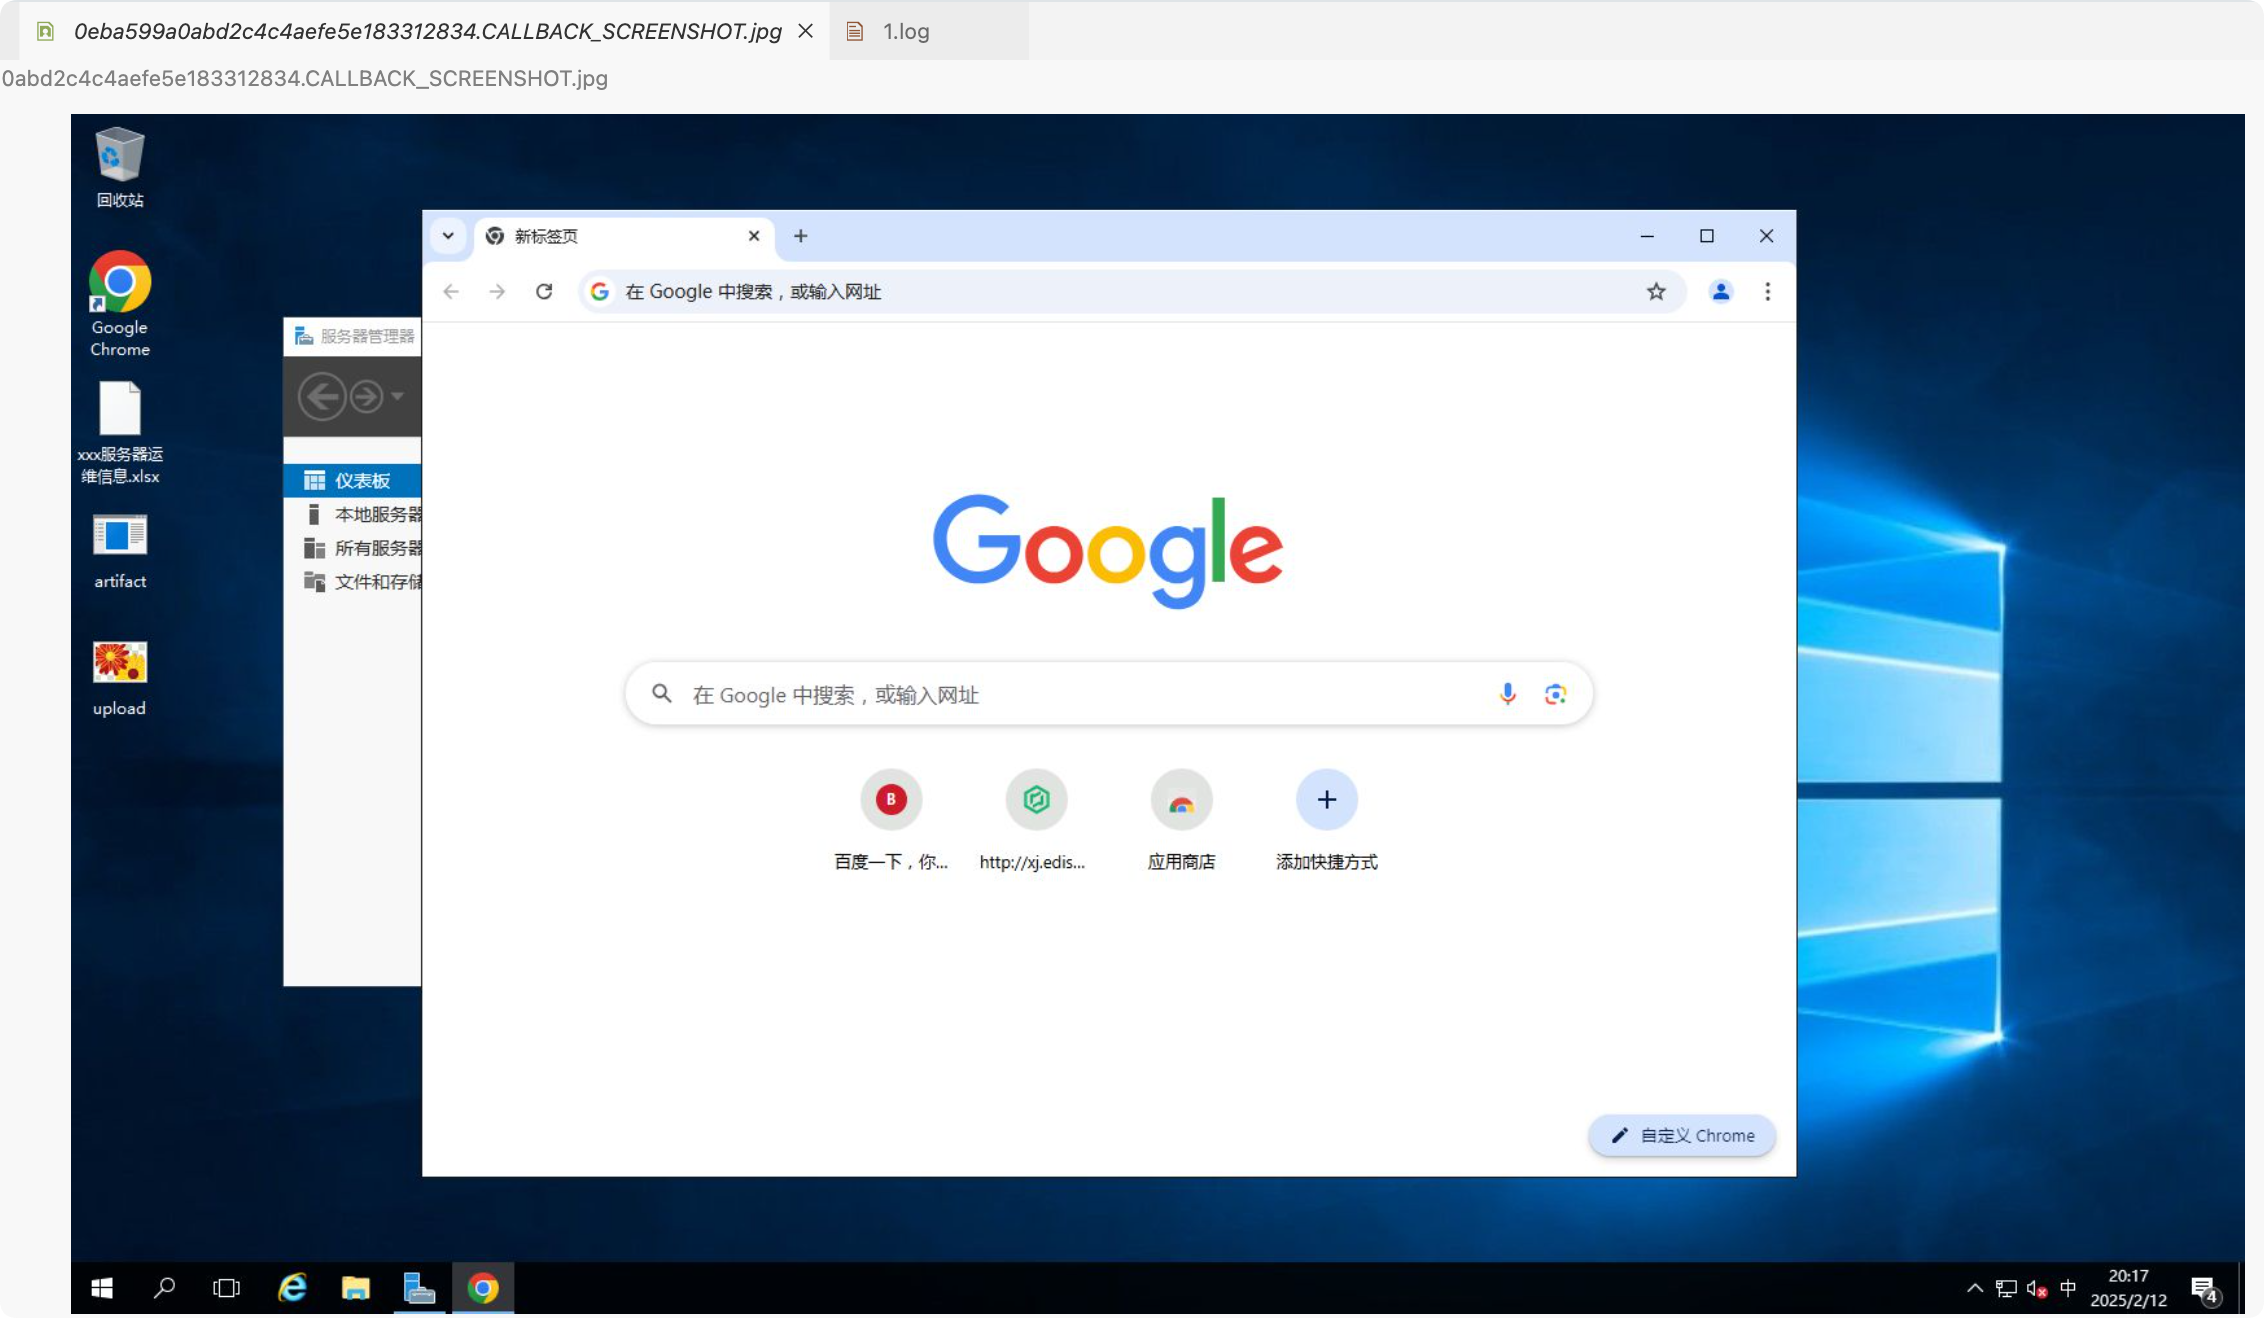 0eba599a0abd2c4c4aefe5e183312834.CALLBACK_SCREENSHOT.jpg
1.log
0abd2c4c4aefe5e183312834.CALLBACK_SCREENSHOT.jpg
回收站
Google
Chrome
xxx服务器运
维信息.xlsx
artifact
upload
服务器管理器
仪表板
本地服务器
所有服务器
文件和存储
新标签页
在 Google 中搜索，或输入网址
Google
在 Google 中搜索，或输入网址
B
百度一下，你...
http://xj.edis...
应用商店
添加快捷方式
自定义 Chrome
中
20:17
2025/2/12
4